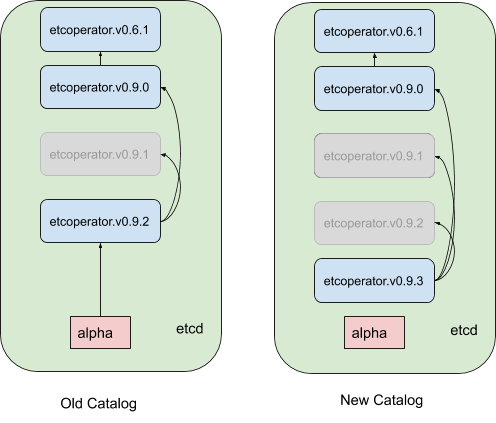 etcoperator.v0.6.1
etcoperator.v0.9.0
etcoperator.v0.9.1
etcoperator.v0.9.2
alpha
etcd
Old Catalog
etcoperator.v0.6.1
etcoperator.v0.9.0
etcoperator.v0.9.1
etcoperator.v0.9.2
etcoperator.v0.9.3
alpha
etcd
New Catalog